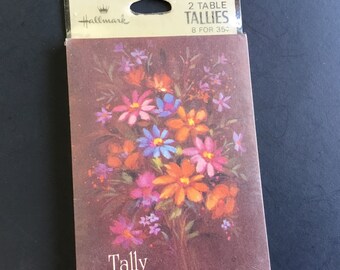 Hallmark
2 TABLE
TALLIES
8 FOR 35¢
Tally